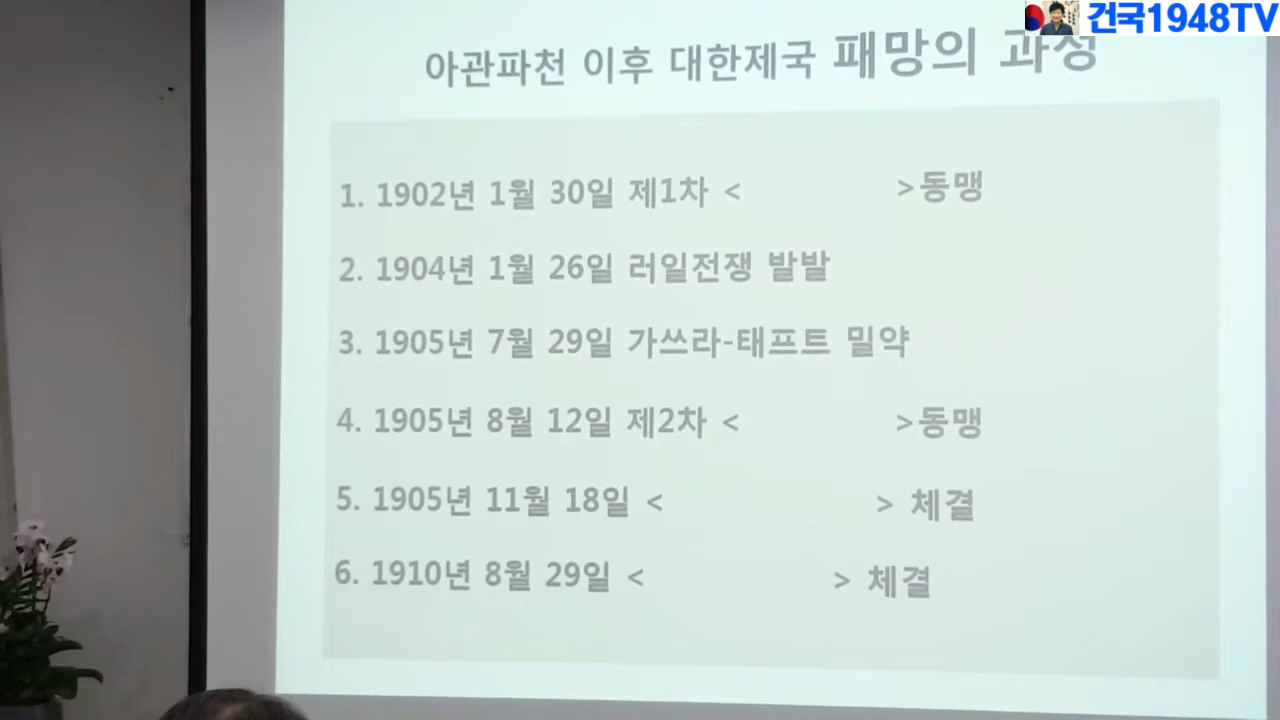 건국1948TV
아관파천 이후 대한제국 패망의 과정
1. 1902년 1월 30일 제1차 < >동맹
2. 1904년 1월 26일 러일전쟁 발발
3. 1905년 7월 29일 가쓰라-태프트 밀약
4. 1905년 8월 12일 제2차 < >동맹
5. 1905년 11월 18일 < > 체결
6. 1910년 8월 29일 < > 체결